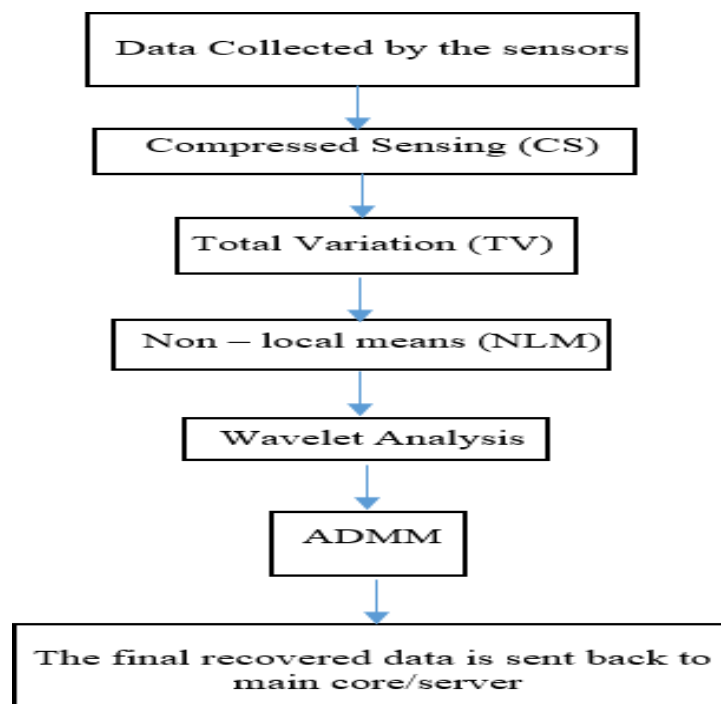 Data Collected by the sensors
Compressed Sensing (CS)
Total Variation (TV)
Non – local means (NLM)
Wavelet Analysis
ADMM
The final recovered data is sent back to
main core/server